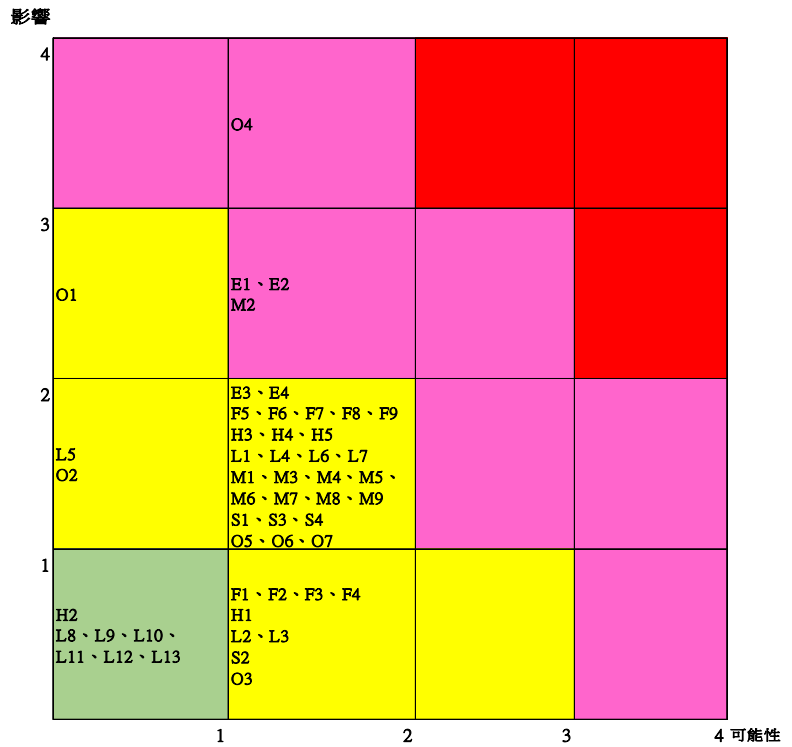 影響
4
O4
3
E1、E2
M2
O1
2
E3、E4
F5、F6、F7、F8、F9
H3、H4、H5
L1、L4、L6、L7
M1、M3、M4、M5、
M6、M7、M8、M9
S1、S3、S4
O5、O6、O7
L5
O2
1
F1、F2、F3、F4
H1
L2、L3
S2
O3
H2
L8、L9、L10、
L11、L12、L13
1 2 3 4 可能性